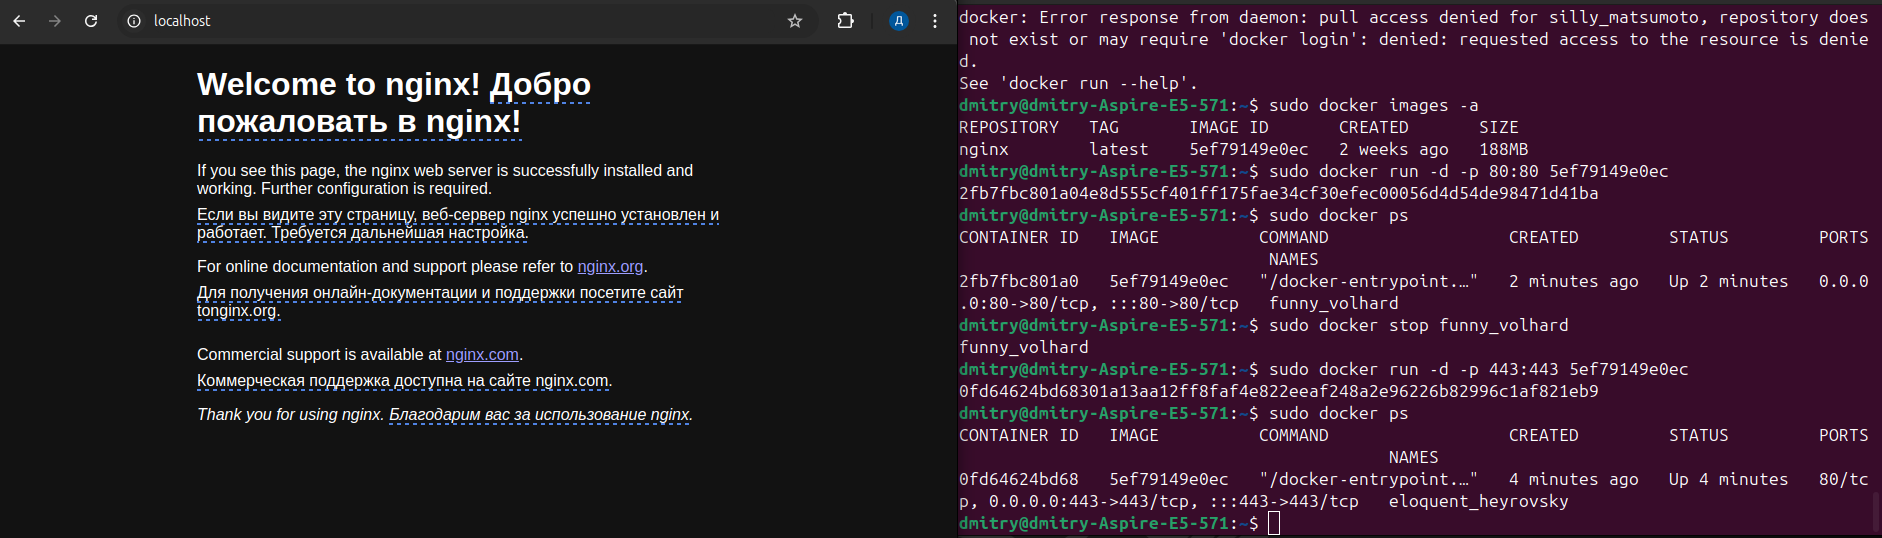 localhost
Д
Welcome to nginx! Добро
пожаловать в nginx!
If you see this page, the nginx web server is successfully installed and
working. Further configuration is required.
Если вы видите эту страницу, веб-сервер nginx успешно установлен и
работает. Требуется дальнейшая настройка.
For online documentation and support please refer to nginx.org.
Для получения онлайн-документации и поддержки посетите сайт
tonginx.org.
Commercial support is available at nginx.com.
Коммерческая поддержка доступна на сайте nginx.com.
Thank you for using nginx. Благодарим вас за использование nginx.
docker: Error response from daemon: pull access denied for silly_matsumoto, repository does
 not exist or may require 'docker login': denied: requested access to the resource is denie
d.
See 'docker run --help'.
dmitry@dmitry-Aspire-E5-571:~$ sudo docker images -a
REPOSITORY   TAG       IMAGE ID       CREATED       SIZE
nginx        latest    5ef79149e0ec   2 weeks ago   188MB
dmitry@dmitry-Aspire-E5-571:~$ sudo docker run -d -p 80:80 5ef79149e0ec
2fb7fbc801a04e8d555cf401ff175fae34cf30efec00056d4d54de98471d41ba
dmitry@dmitry-Aspire-E5-571:~$ sudo docker ps
CONTAINER ID   IMAGE          COMMAND                  CREATED         STATUS         PORTS
                               NAMES
2fb7fbc801a0   5ef79149e0ec   "/docker-entrypoint.…"   2 minutes ago   Up 2 minutes   0.0.0
.0:80->80/tcp, :::80->80/tcp   funny_volhard
dmitry@dmitry-Aspire-E5-571:~$ sudo docker stop funny_volhard
funny_volhard
dmitry@dmitry-Aspire-E5-571:~$ sudo docker run -d -p 443:443 5ef79149e0ec
0fd64624bd68301a13aa12ff8faf4e822eeaf248a2e96226b82996c1af821eb9
dmitry@dmitry-Aspire-E5-571:~$ sudo docker ps
CONTAINER ID   IMAGE          COMMAND                  CREATED         STATUS         PORTS
                                           NAMES
0fd64624bd68   5ef79149e0ec   "/docker-entrypoint.…"   4 minutes ago   Up 4 minutes   80/tc
p, 0.0.0.0:443->443/tcp, :::443->443/tcp   eloquent_heyrovsky
dmitry@dmitry-Aspire-E5-571:~$